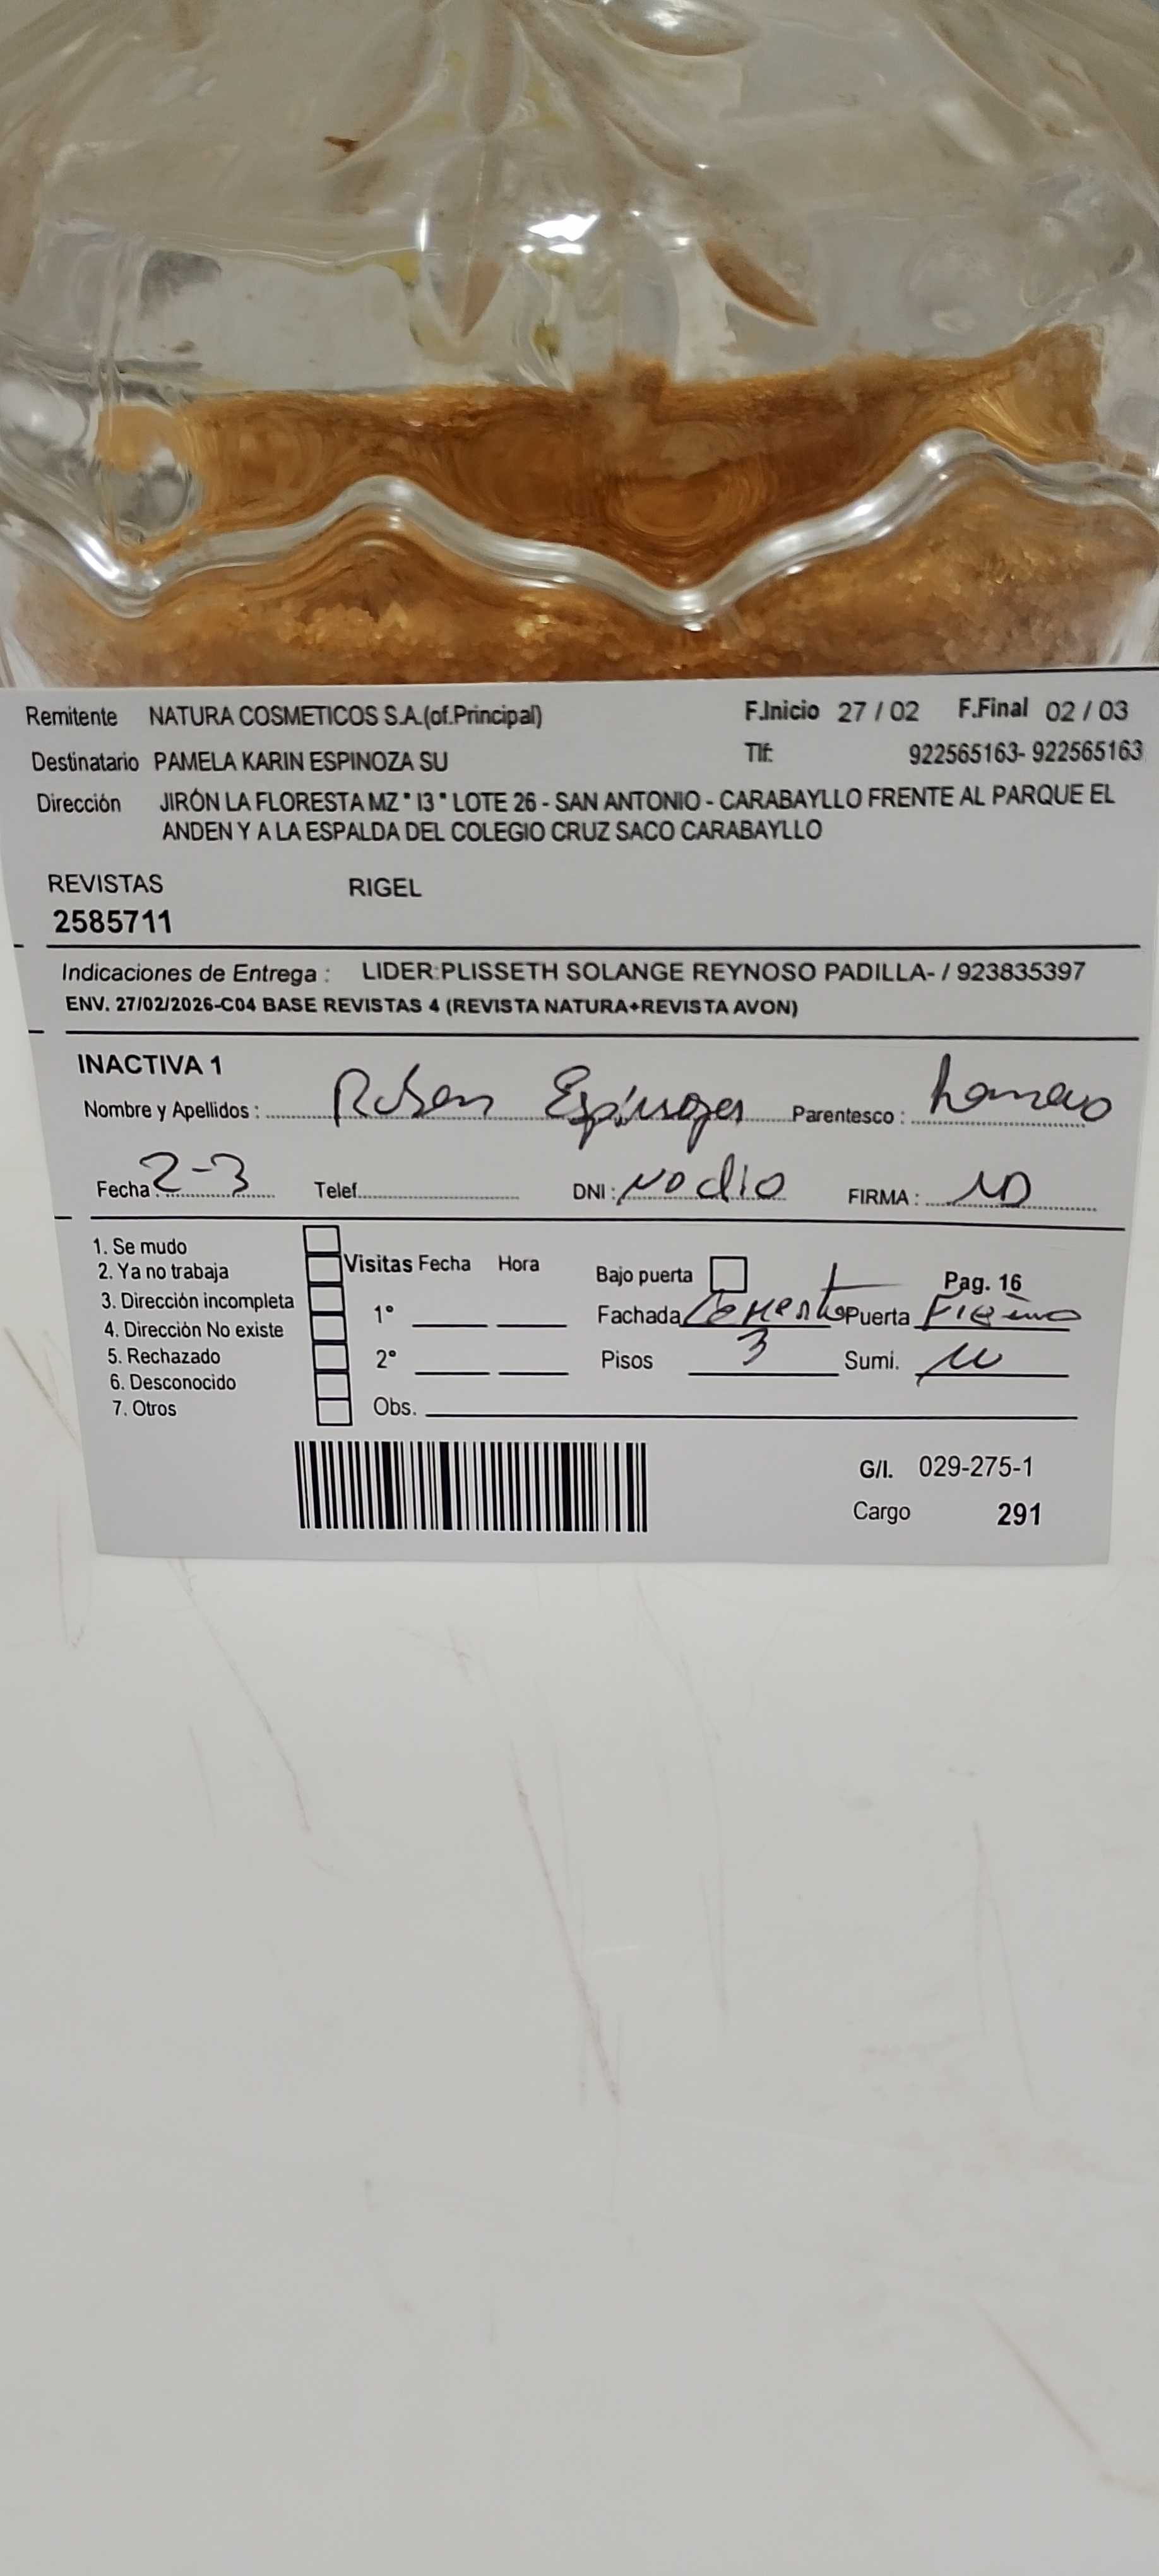 Remitente NATURA COSMETICOS S.A.(of.Principal) F.Inicio 27 / 02 F.Final 02 / 03
Destinatario PAMELA KARIN ESPINOZA SU Tlf: 922565163- 922565163
Dirección JIRÓN LA FLORESTA MZ " I3 " LOTE 26 - SAN ANTONIO - CARABAYLLO FRENTE AL PARQUE EL
ANDEN Y A LA ESPALDA DEL COLEGIO CRUZ SACO CARABAYLLO
REVISTAS RIGEL
2585711
Indicaciones de Entrega : LIDER:PLISSETH SOLANGE REYNOSO PADILLA- / 923835397
ENV. 27/02/2026-C04 BASE REVISTAS 4 (REVISTA NATURA+REVISTA AVON)
INACTIVA 1
Nombre y Apellidos : Ruben Espinoza Parentesco :
Fecha : 2-3 Telef. DNI : No dio FIRMA : ND
1. Se mudo
2. Ya no trabaja
3. Dirección incompleta
4. Dirección No existe
5. Rechazado
6. Desconocido
7. Otros
Visitas Fecha Hora
1°
2°
Obs.
Bajo puerta Pag. 16
Fachada Cemento Puerta Fierro
Pisos 3 Sumi.
G/I. 029-275-1
Cargo 291